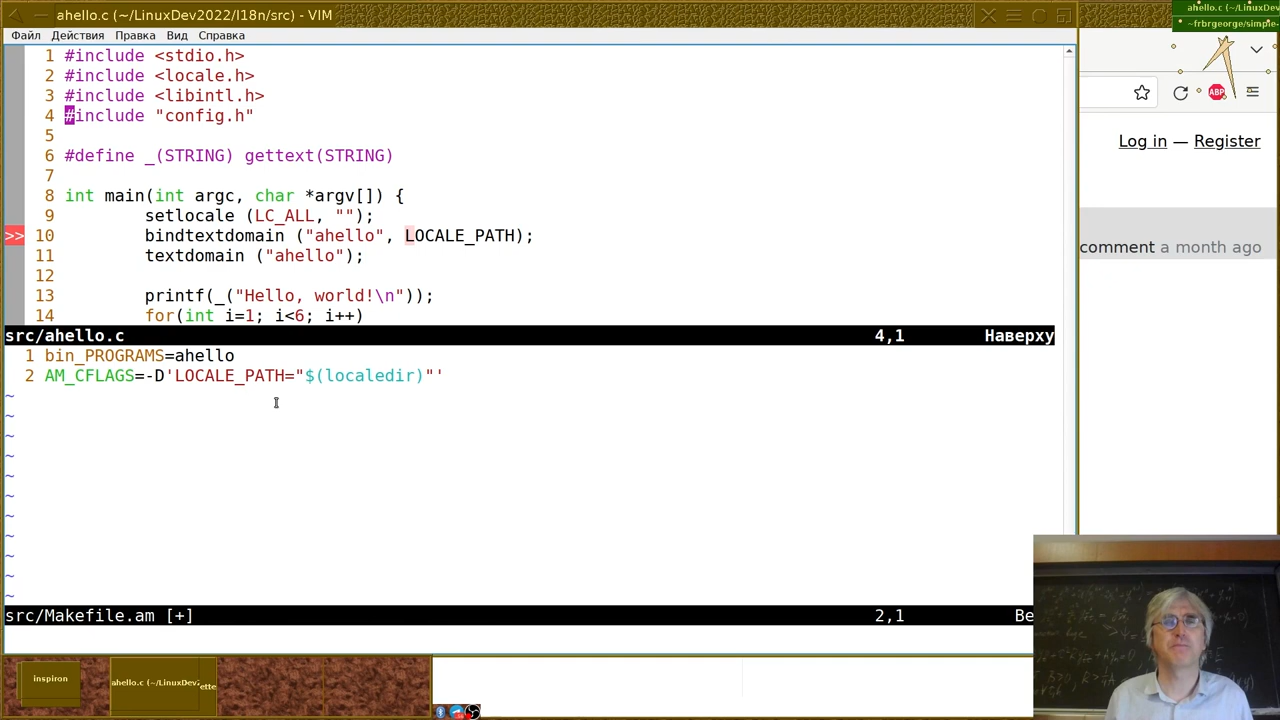 ahello.c (~/LinuxDev2022/I18n/src) - VIM
Файл Действия Правка Вид Справка
1 #include <stdio.h>
2 #include <locale.h>
3 #include <libintl.h>
4 #include "config.h"
5
6 #define _(STRING) gettext(STRING)
7
8 int main(int argc, char *argv[]) {
9 setlocale (LC_ALL, "");
>> 10 bindtextdomain ("ahello", LOCALE_PATH);
11 textdomain ("ahello");
12
13 printf(_("Hello, world!\n"));
14 for(int i=1; i<6; i++)
src/ahello.c 4,1 Наверху
1 bin_PROGRAMS=ahello
2 AM_CFLAGS=-D'LOCALE_PATH="$(localedir)"'
~
~
~
~
~
~
~
~
~
~
~
src/Makefile.am [+] 2,1 Ве
ahello.c (~/LinuxDev
~frbrgeorge/simple-
ABP
Log in — Register
comment a month ago
inspiron
ahello.c (~/LinuxDev2